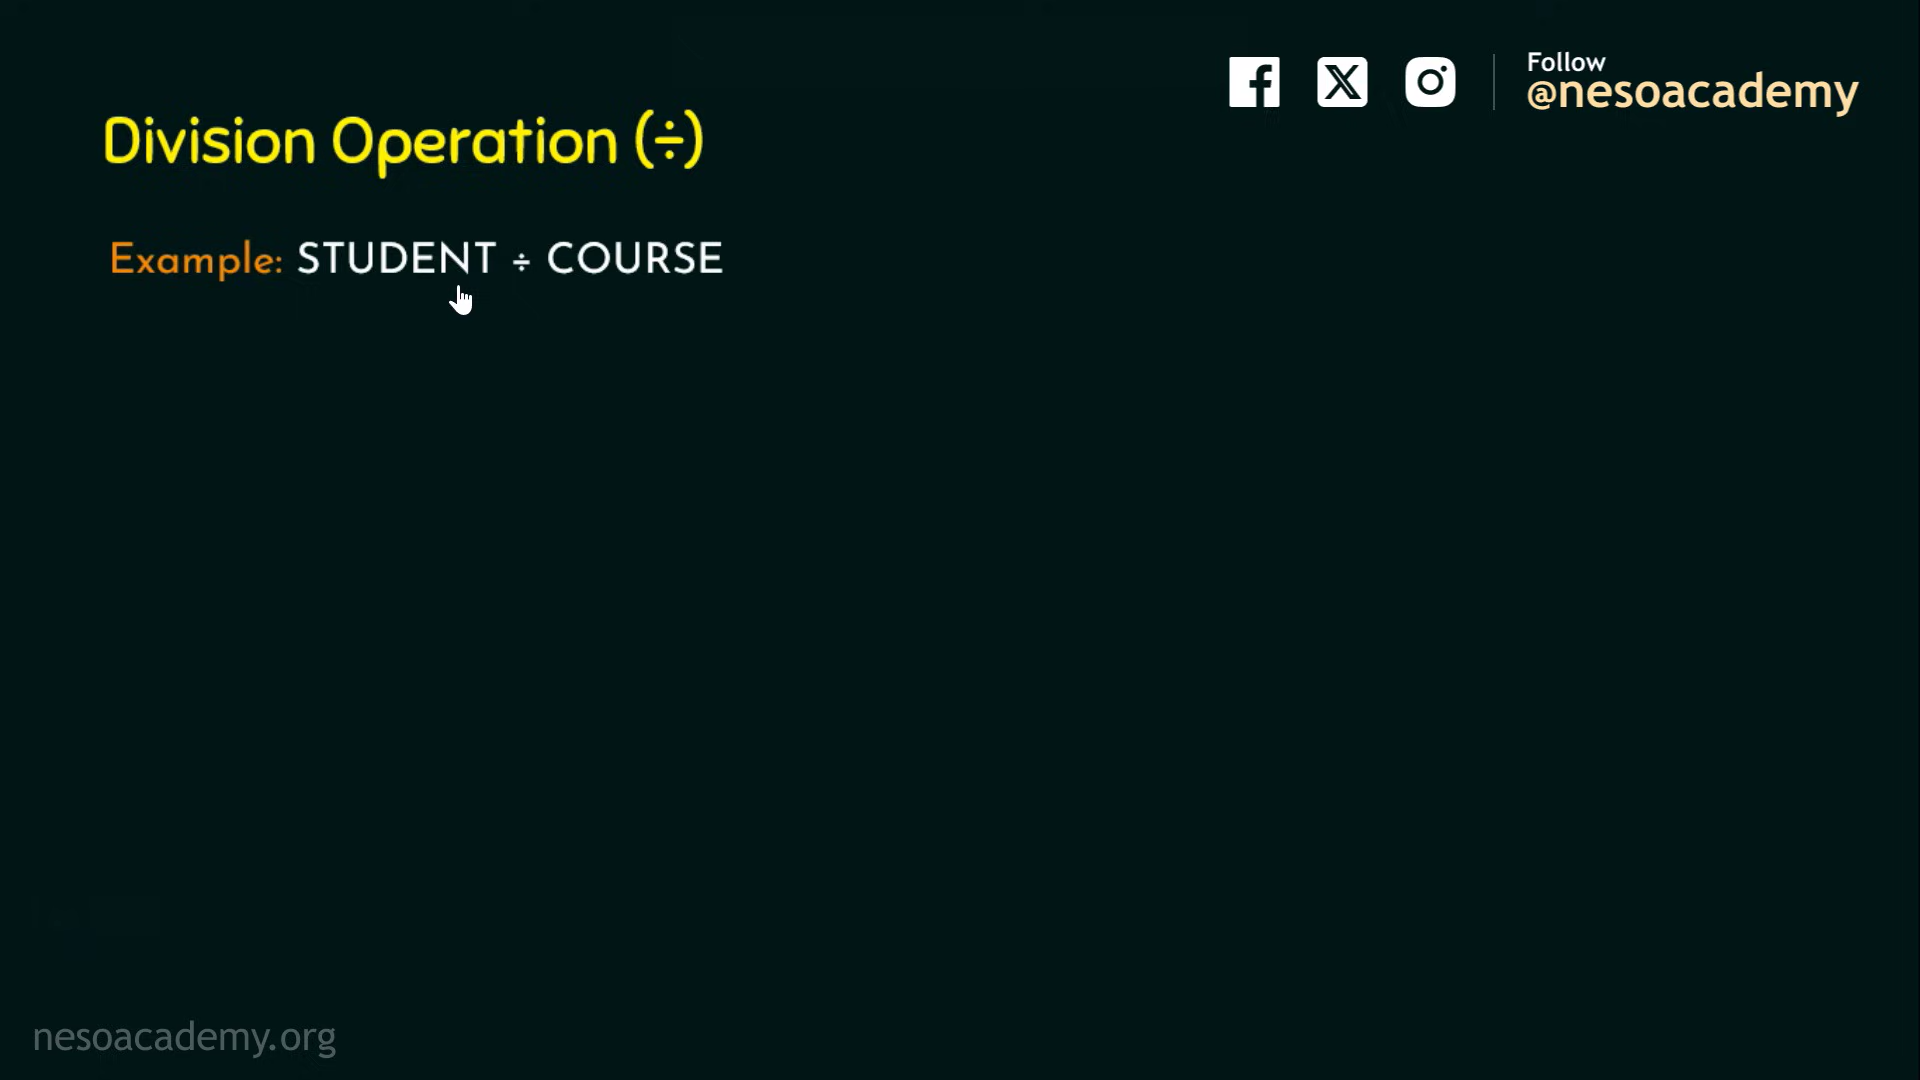 Follow
@nesoacademy
Division Operation (÷)
Example: STUDENT ÷ COURSE
nesoacademy.org